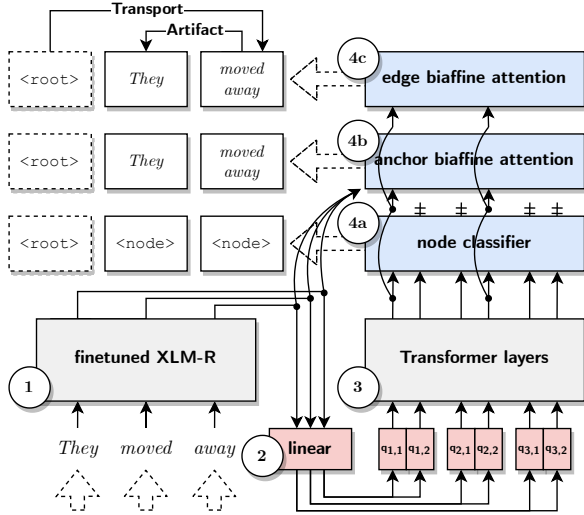 Transport
Artifact
<root>
They
moved
away
4c
edge biaffine attention
<root>
They
moved
away
4b
anchor biaffine attention
<root>
<node>
<node>
4a
node classifier
finetuned XLM-R
Transformer layers
1
3
They moved away
2
linear
q1,1 q1,2 q2,1 q2,2 q3,1 q3,2